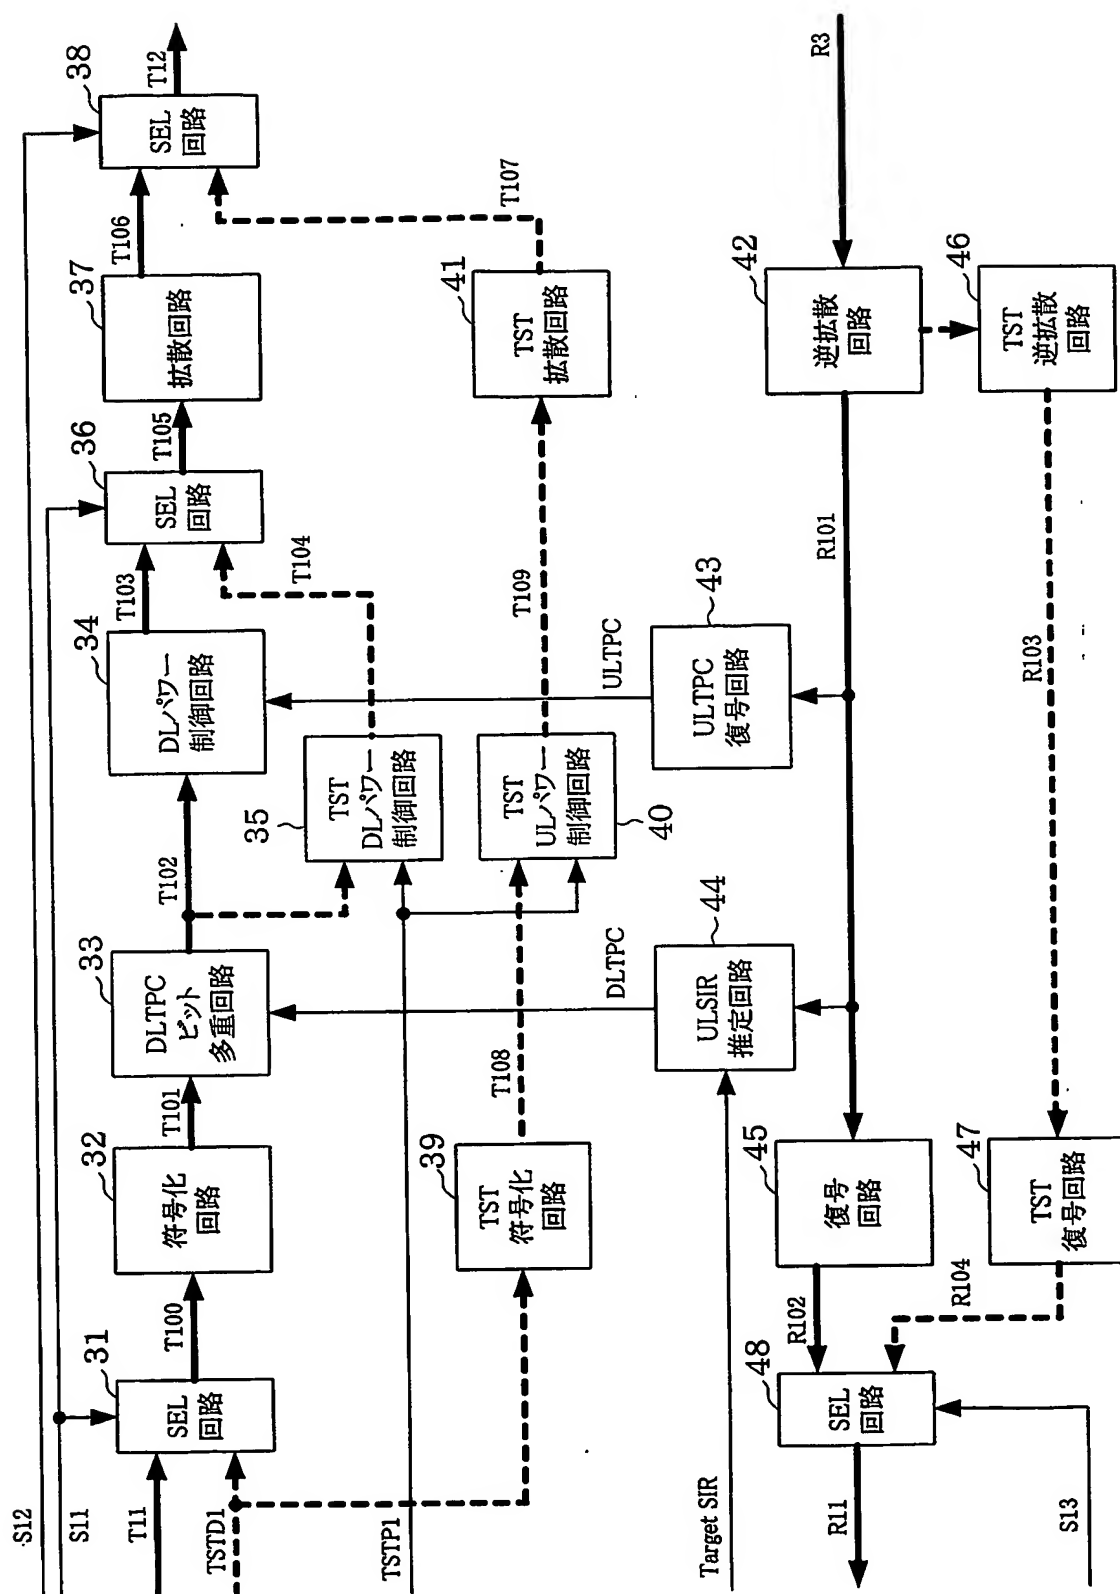 S12
S11
T11
TSTD1
31
SEL
回路
T100
32
符号化
回路
T101
33
DLTPC
ビット
多重回路
T102
34
DLパワー
制御回路
T103
36
SEL
回路
T105
37
拡散回路
T106
38
SEL
回路
T12
35
TST
DLパワー
制御回路
T104
TSTP1
39
TST
符号化
回路
T108
TST
ULパワー
制御回路
40
T109
41
TST
拡散回路
T107
Target SIR
DLTPC
44
ULSIR
推定回路
ULTPC
43
ULTPC
復号回路
R3
42
逆拡散
回路
R101
46
TST
逆拡散
回路
R103
45
復号
回路
R102
47
TST
復号回路
R104
48
SEL
回路
R11
S13